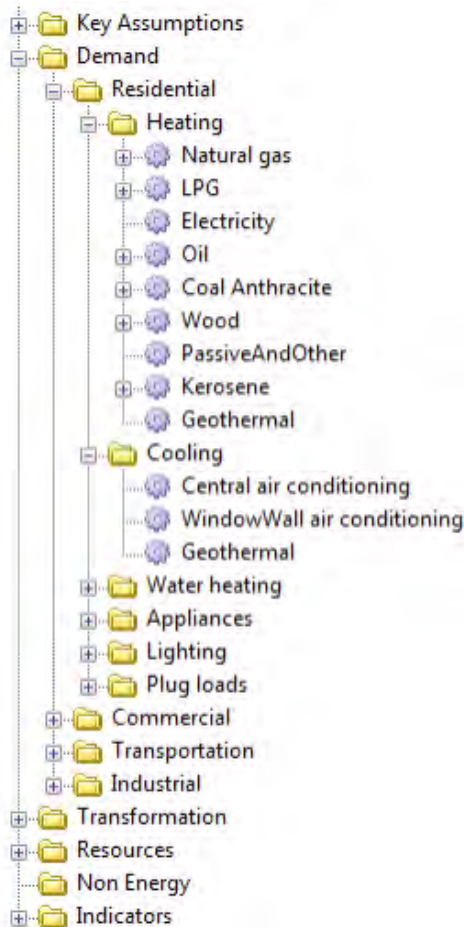 Key Assumptions
Demand
Residential
Heating
Natural gas
LPG
Electricity
Oil
Coal Anthracite
Wood
PassiveAndOther
Kerosene
Geothermal
Cooling
Central air conditioning
WindowWall air conditioning
Geothermal
Water heating
Appliances
Lighting
Plug loads
Commercial
Transportation
Industrial
Transformation
Resources
Non Energy
Indicators